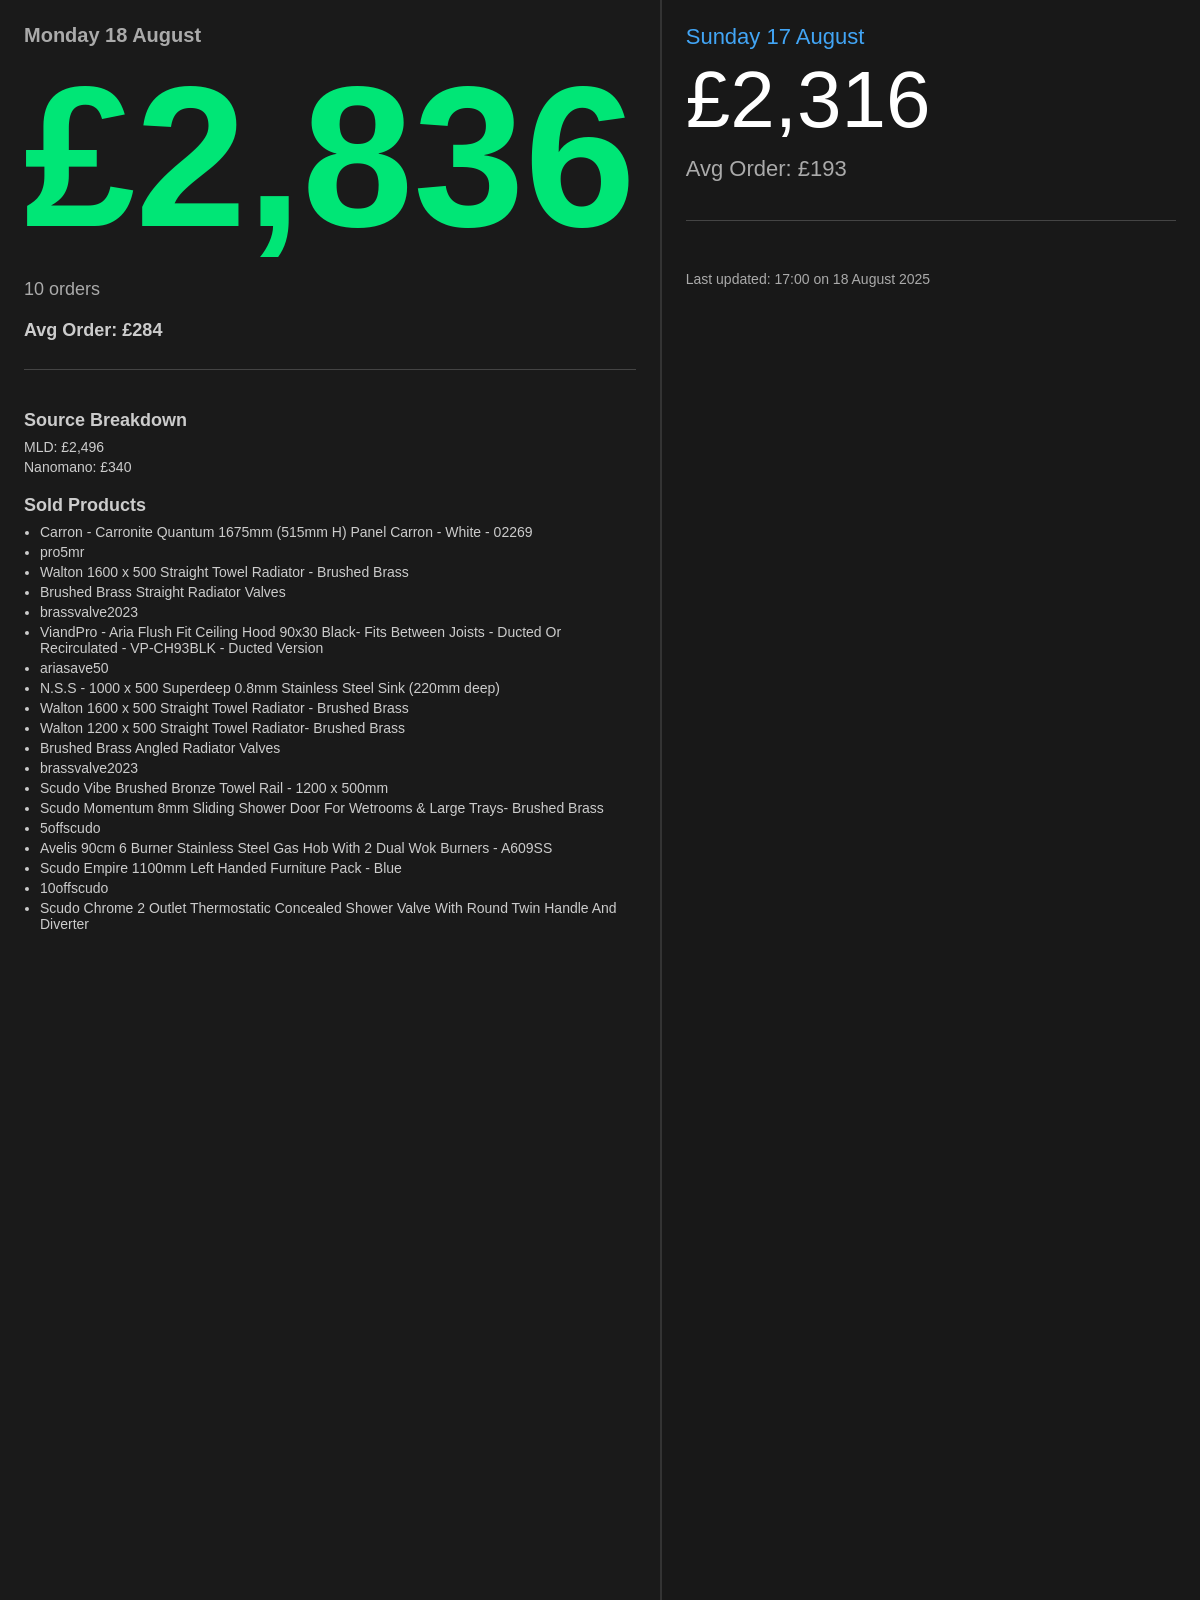 Monday 18 August
£2,836
10 orders
Avg Order: £284
Source Breakdown
MLD: £2,496
Nanomano: £340
Sold Products
• Carron - Carronite Quantum 1675mm (515mm H) Panel Carron - White - 02269
• pro5mr
• Walton 1600 x 500 Straight Towel Radiator - Brushed Brass
• Brushed Brass Straight Radiator Valves
• brassvalve2023
• ViandPro - Aria Flush Fit Ceiling Hood 90x30 Black- Fits Between Joists - Ducted Or
Recirculated - VP-CH93BLK - Ducted Version
• ariasave50
• N.S.S - 1000 x 500 Superdeep 0.8mm Stainless Steel Sink (220mm deep)
• Walton 1600 x 500 Straight Towel Radiator - Brushed Brass
• Walton 1200 x 500 Straight Towel Radiator- Brushed Brass
• Brushed Brass Angled Radiator Valves
• brassvalve2023
• Scudo Vibe Brushed Bronze Towel Rail - 1200 x 500mm
• Scudo Momentum 8mm Sliding Shower Door For Wetrooms & Large Trays- Brushed Brass
• 5offscudo
• Avelis 90cm 6 Burner Stainless Steel Gas Hob With 2 Dual Wok Burners - A609SS
• Scudo Empire 1100mm Left Handed Furniture Pack - Blue
• 10offscudo
• Scudo Chrome 2 Outlet Thermostatic Concealed Shower Valve With Round Twin Handle And
Diverter
Sunday 17 August
£2,316
Avg Order: £193
Last updated: 17:00 on 18 August 2025